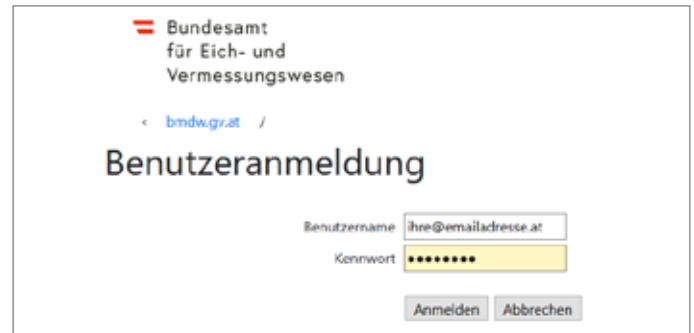 Bundesamt
für Eich- und
Vermessungswesen
< bmdw.gv.at /
Benutzeranmeldung
Benutzername ihre@emailadresse.at
Kennwort ••••••••
Anmelden Abbrechen